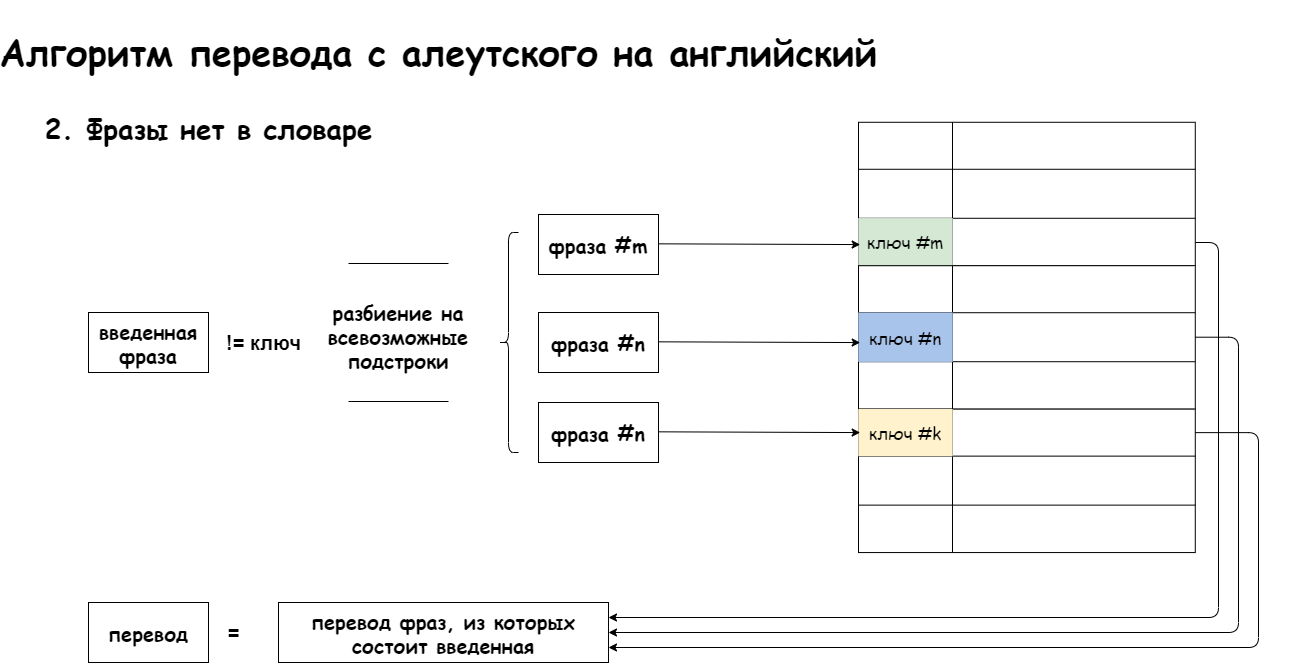 Алгоритм перевода с алеутского на английский
2. Фразы нет в словаре
фраза #m
ключ #m
введенная
фраза
!= ключ
разбиение на
всевозможные
подстроки
фраза #n
ключ #n
фраза #n
ключ #k
перевод
=
перевод фраз, из которых
состоит введенная